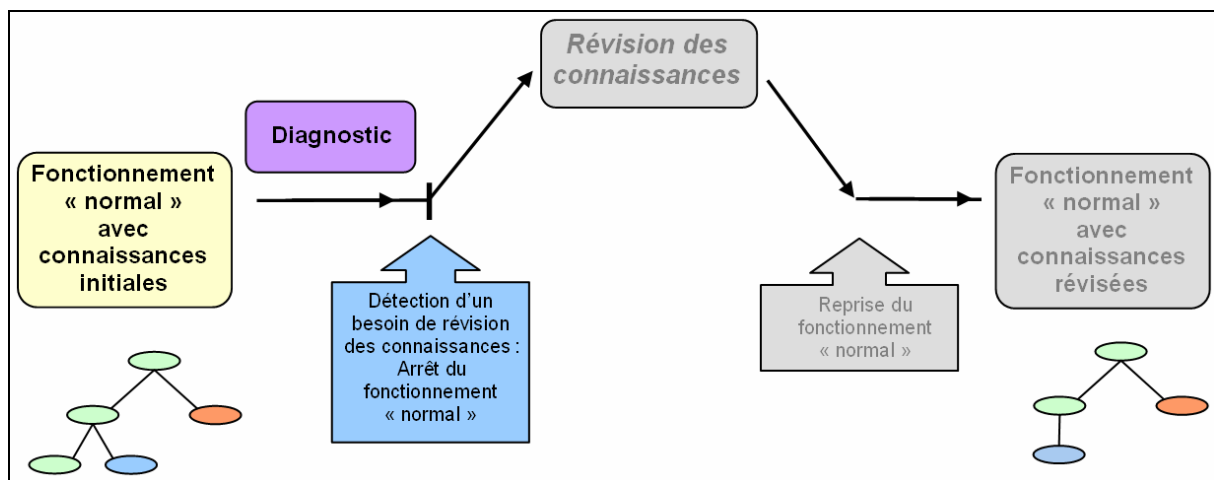 Révision des
connaissances
Diagnostic
Fonctionnement
« normal »
avec
connaissances
initiales
Fonctionnement
« normal »
avec
connaissances
révisées
Détection d'un
besoin de révision
des connaissances :
Arrêt du
fonctionnement
« normal »
Reprise du
fonctionnement
« normal »